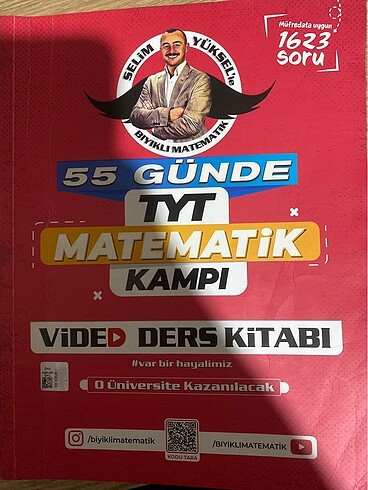 Müfredata uygun
1623
soru
SELİM YÜKSEL'le
BIYIKLI MATEMATİK
55 GÜNDE
TYT
MATEMATİK
KAMPI
VİDEO DERS KİTABI
#var bir hayalimiz
O Üniversite Kazanılacak
/biyiklimatematik
/BIYIKLIMATEMATIK
KODU TARA